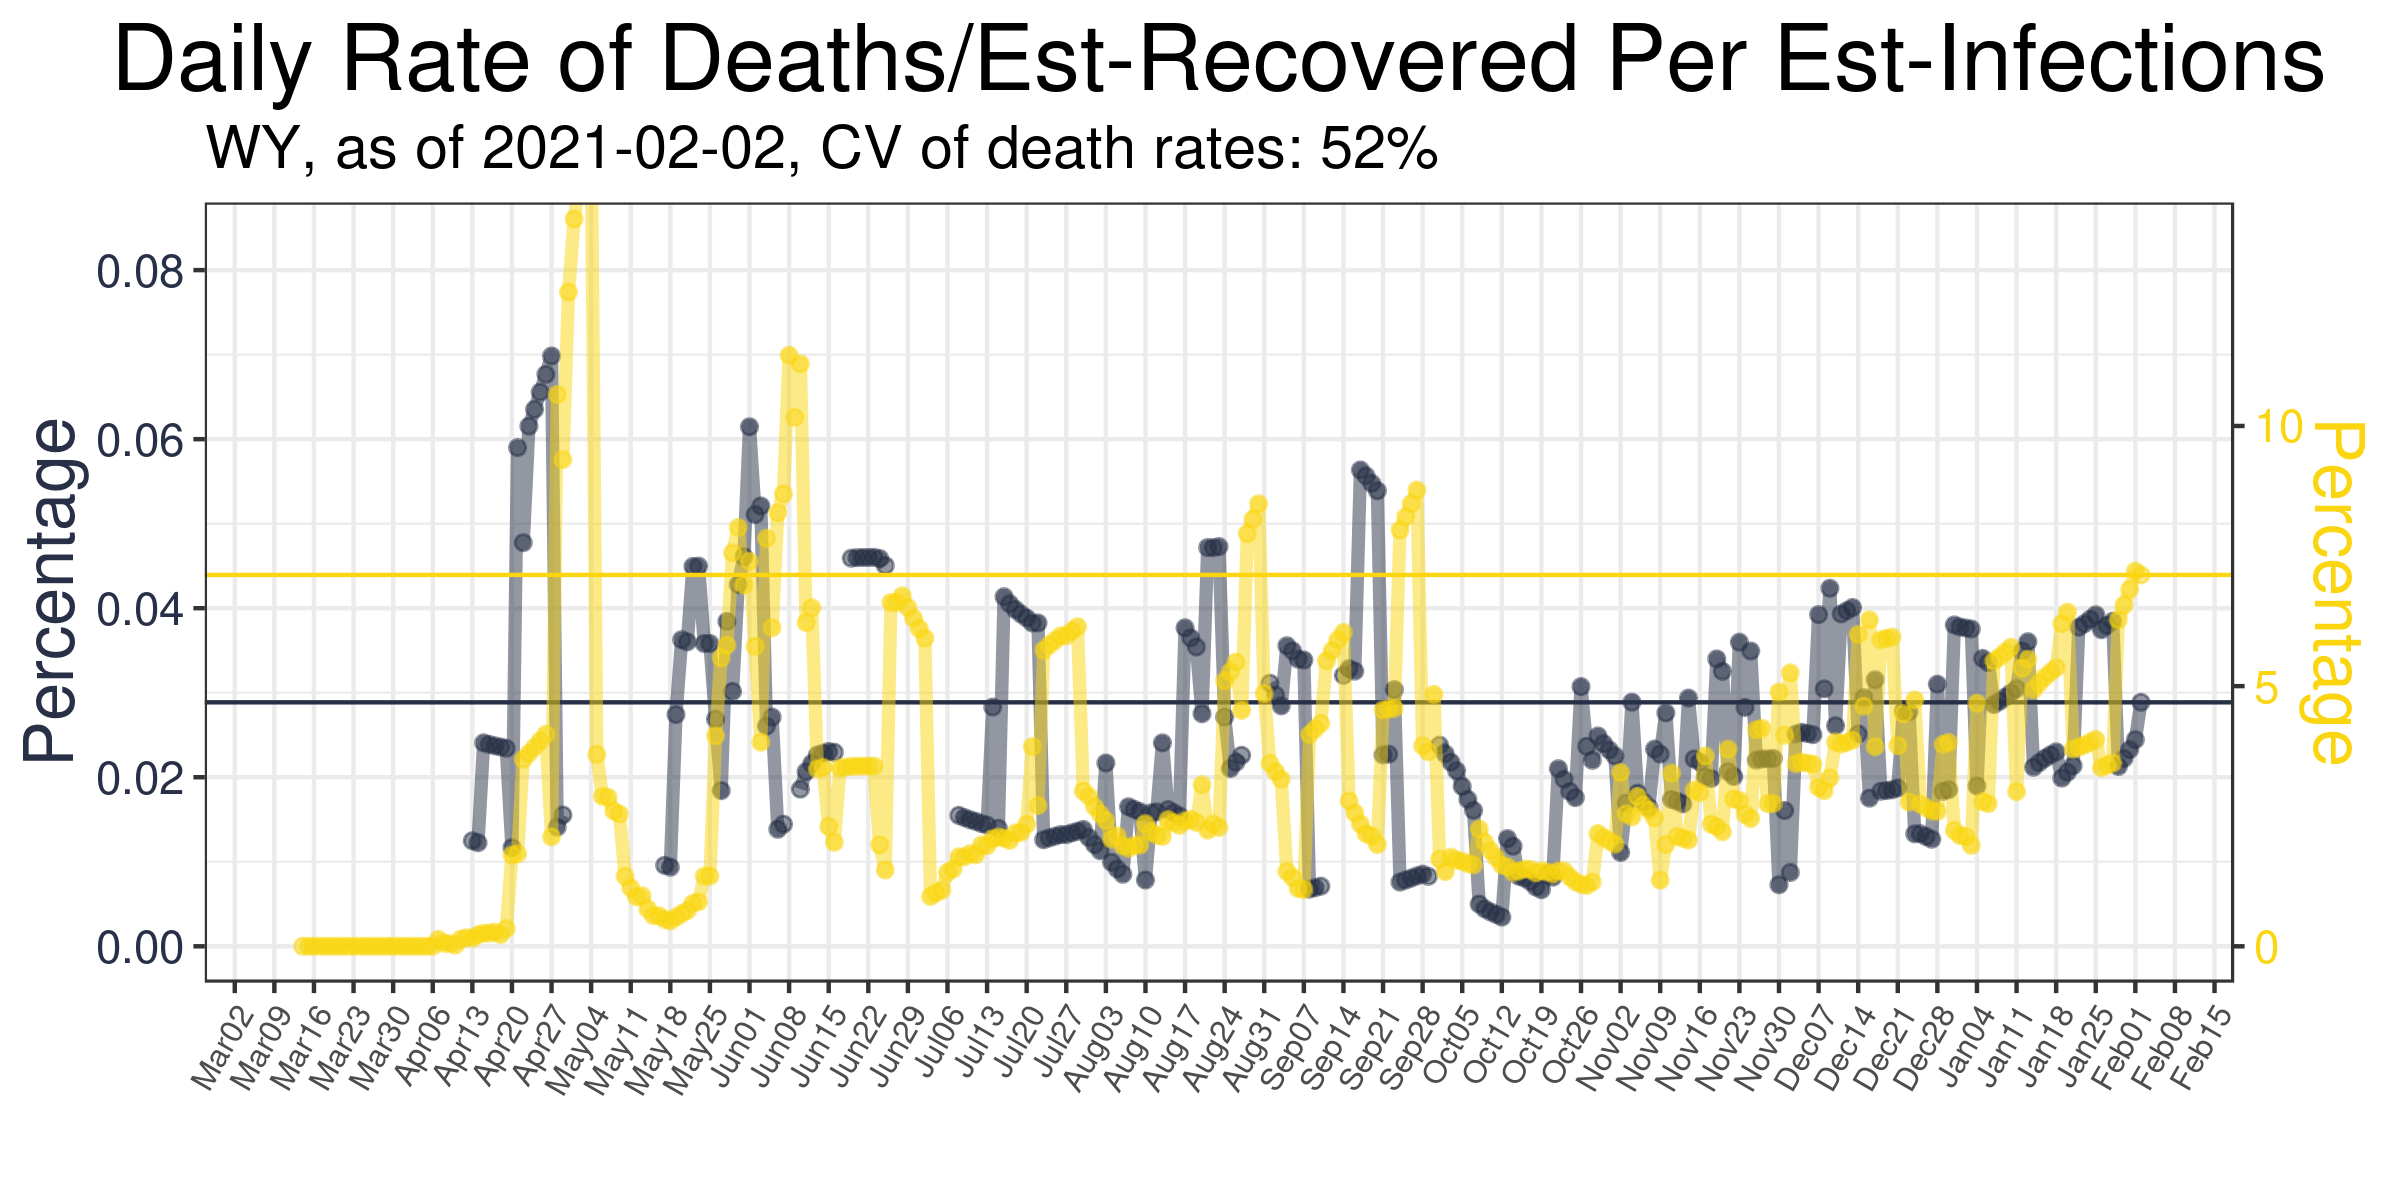 Daily Rate of Deaths/Est-Recovered Per Est-Infections
WY, as of 2021-02-02, CV of death rates: 52%
Percentage
0.08
0.06
0.04
0.02
0.00
10
5
0
Percentage
Mar02
Mar09
Mar16
Mar23
Mar30
Apr06
Apr13
Apr20
Apr27
May04
May11
May18
May25
Jun01
Jun08
Jun15
Jun22
Jun29
Jul06
Jul13
Jul20
Jul27
Aug03
Aug10
Aug17
Aug24
Aug31
Sep07
Sep14
Sep21
Sep28
Oct05
Oct12
Oct19
Oct26
Nov02
Nov09
Nov16
Nov23
Nov30
Dec07
Dec14
Dec21
Dec28
Jan04
Jan11
Jan18
Jan25
Feb01
Feb08
Feb15